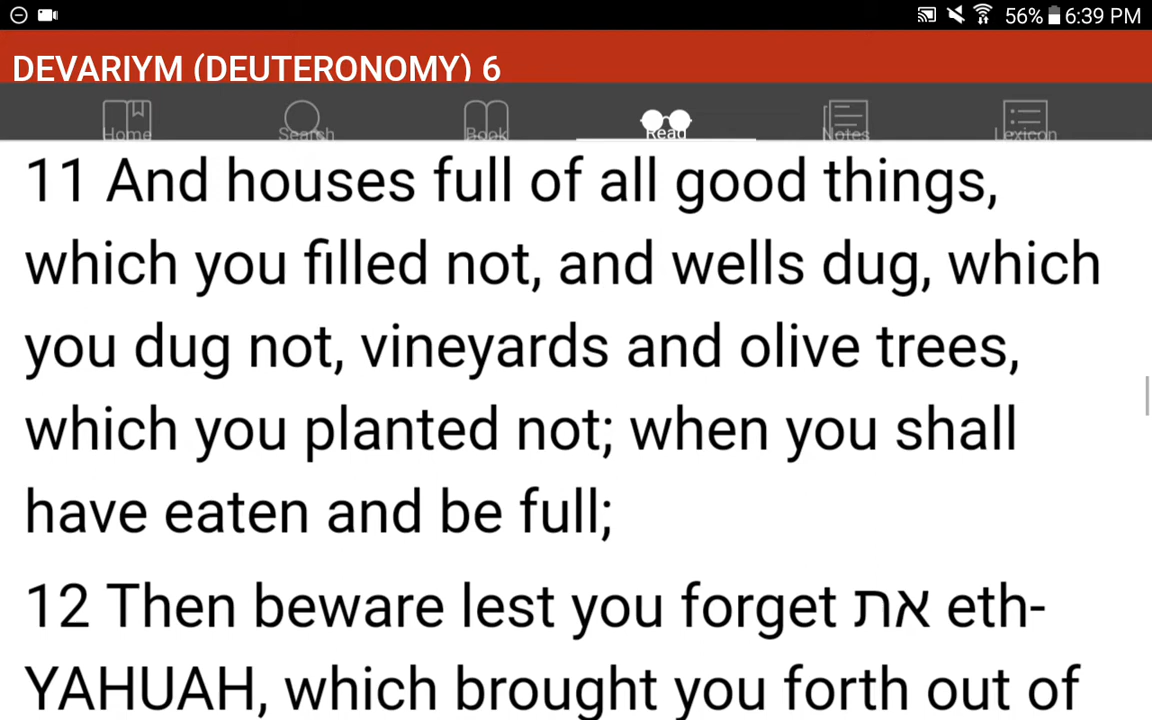 56% 6:39 PM
DEVARIYM (DEUTERONOMY) 6
Home Search Book Read Notes Lexicon
11 And houses full of all good things,
which you filled not, and wells dug, which
you dug not, vineyards and olive trees,
which you planted not; when you shall
have eaten and be full;
12 Then beware lest you forget את eth-
YAHUAH, which brought you forth out of